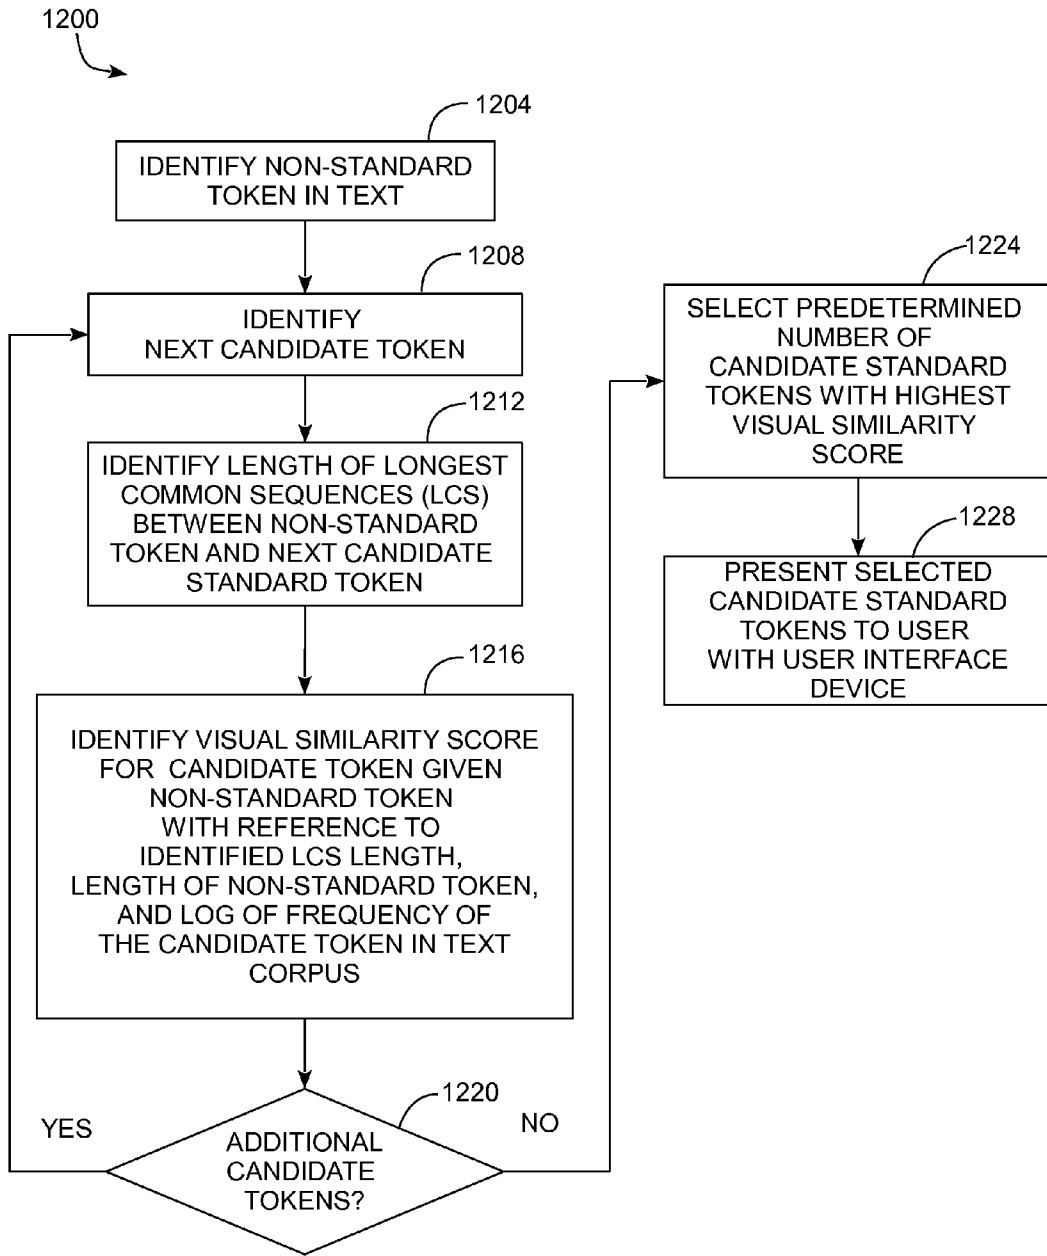 1200
1204
IDENTIFY NON-STANDARD
TOKEN IN TEXT
1208
IDENTIFY
NEXT CANDIDATE TOKEN
1212
IDENTIFY LENGTH OF LONGEST
COMMON SEQUENCES (LCS)
BETWEEN NON-STANDARD
TOKEN AND NEXT CANDIDATE
STANDARD TOKEN
1216
IDENTIFY VISUAL SIMILARITY SCORE
FOR CANDIDATE TOKEN GIVEN
NON-STANDARD TOKEN
WITH REFERENCE TO
IDENTIFIED LCS LENGTH,
LENGTH OF NON-STANDARD TOKEN,
AND LOG OF FREQUENCY OF
THE CANDIDATE TOKEN IN TEXT
CORPUS
1220
YES
NO
ADDITIONAL
CANDIDATE
TOKENS?
1224
SELECT PREDETERMINED
NUMBER OF
CANDIDATE STANDARD
TOKENS WITH HIGHEST
VISUAL SIMILARITY
SCORE
1228
PRESENT SELECTED
CANDIDATE STANDARD
TOKENS TO USER
WITH USER INTERFACE
DEVICE